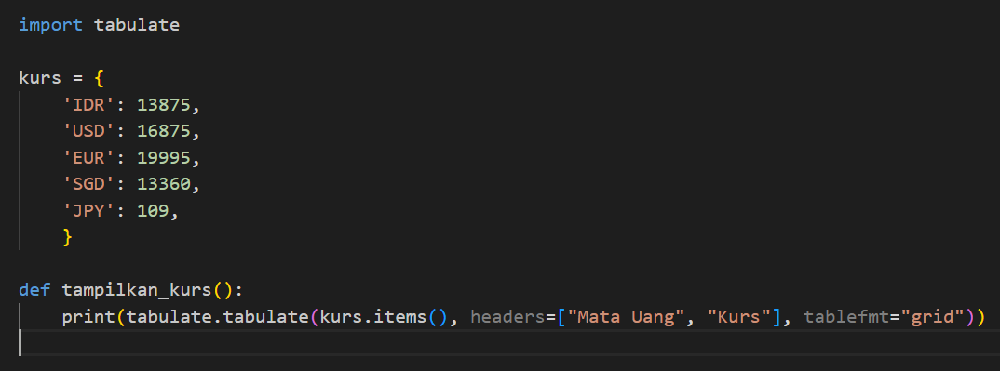 import tabulate
kurs = {
    'IDR': 13875,
    'USD': 16875,
    'EUR': 19995,
    'SGD': 13360,
    'JPY': 109,
    }
def tampilkan_kurs():
    print(tabulate.tabulate(kurs.items(), headers=["Mata Uang", "Kurs"], tablefmt="grid"))